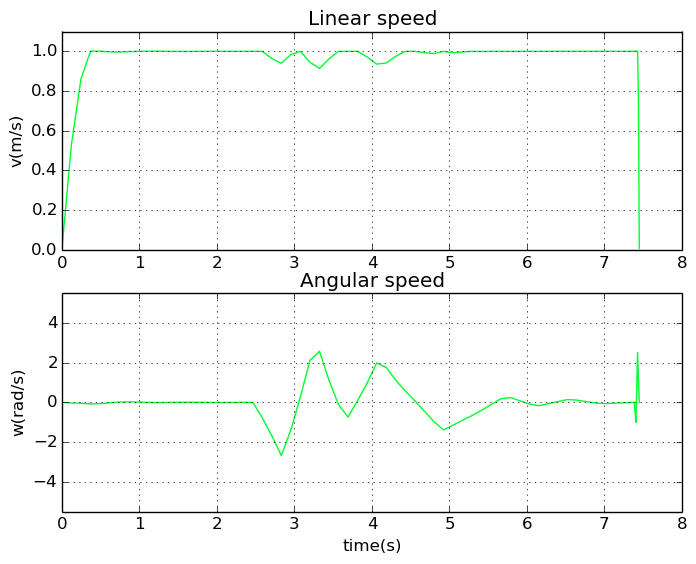 Linear speed
v(m/s)
1.0
0.8
0.6
0.4
0.2
0.0
0 1 2 3 4 5 6 7 8
Angular speed
w(rad/s)
4
2
0
−2
−4
0 1 2 3 4 5 6 7 8
time(s)